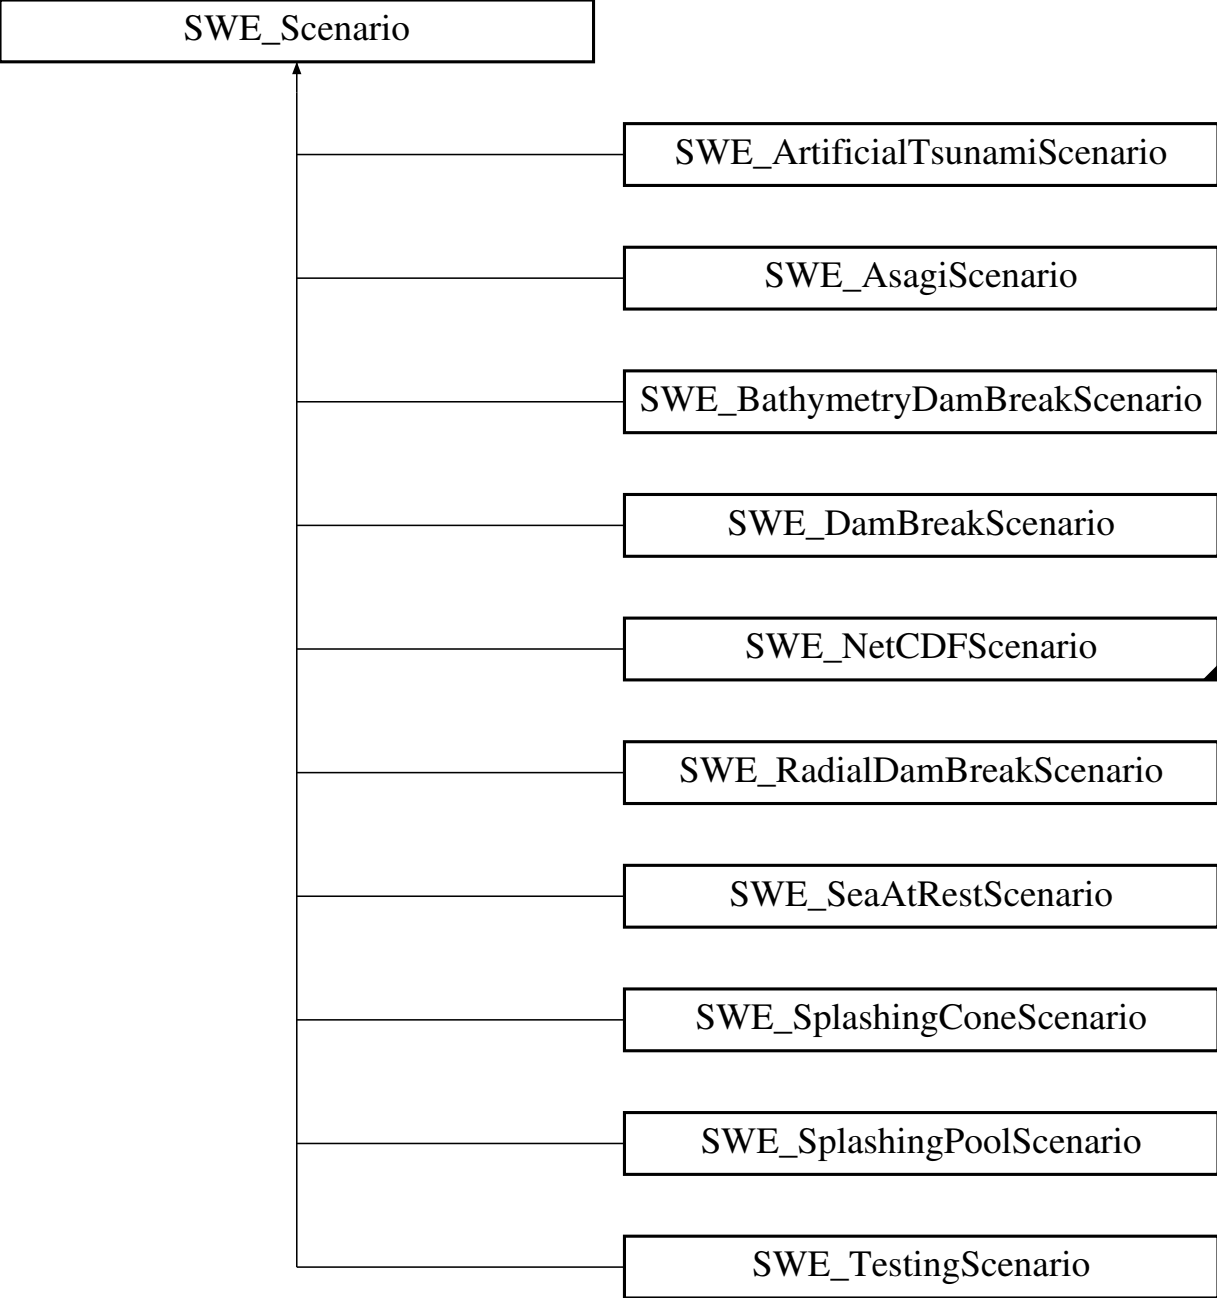 SWE_Scenario
SWE_ArtificialTsunamiScenario
SWE_AsagiScenario
SWE_BathymetryDamBreakScenario
SWE_DamBreakScenario
SWE_NetCDFScenario
SWE_RadialDamBreakScenario
SWE_SeaAtRestScenario
SWE_SplashingConeScenario
SWE_SplashingPoolScenario
SWE_TestingScenario